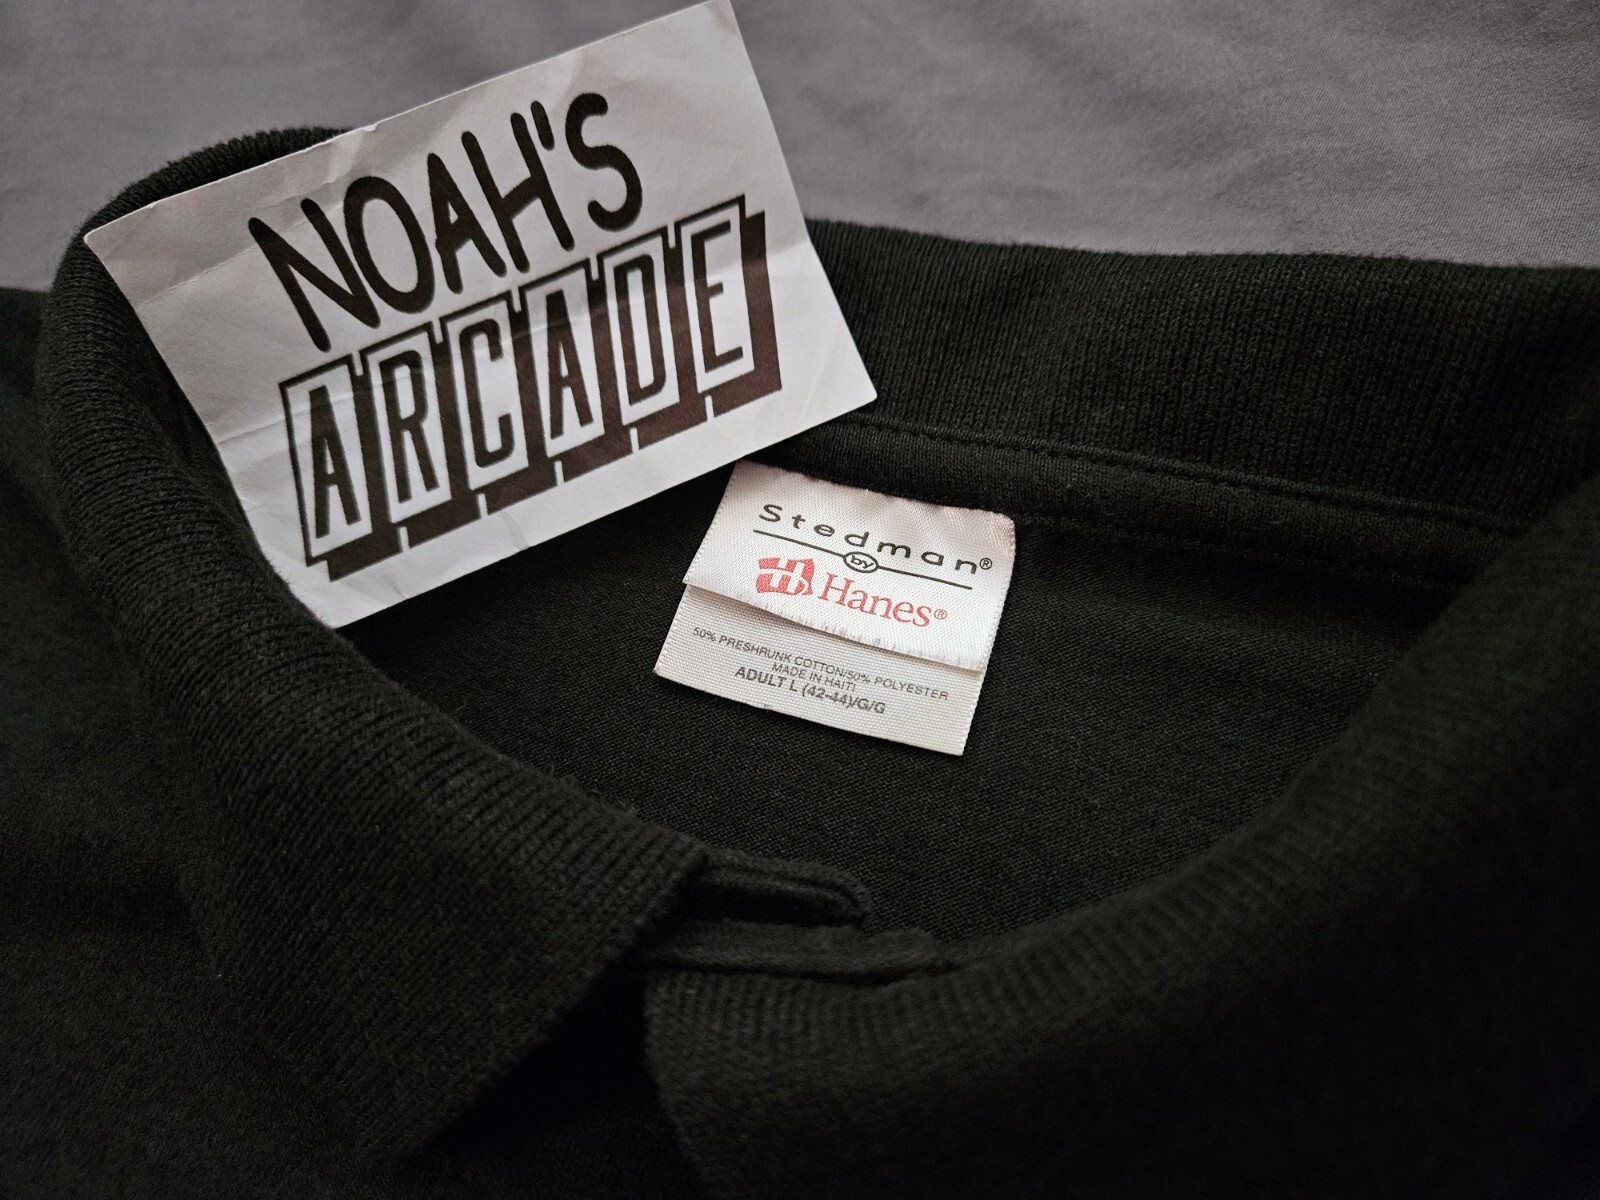 NOAH'S
ARCADE
Stedman®
by
Hanes®
50% PRESHRUNK COTTON/50% POLYESTER
MADE IN HAITI
ADULT L (42-44)/G/G